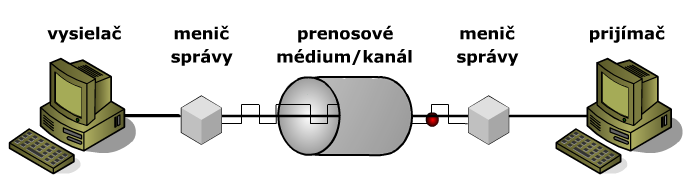 vysielač
menič
správy
prenosové
médium/kanál
menič
správy
prijímač